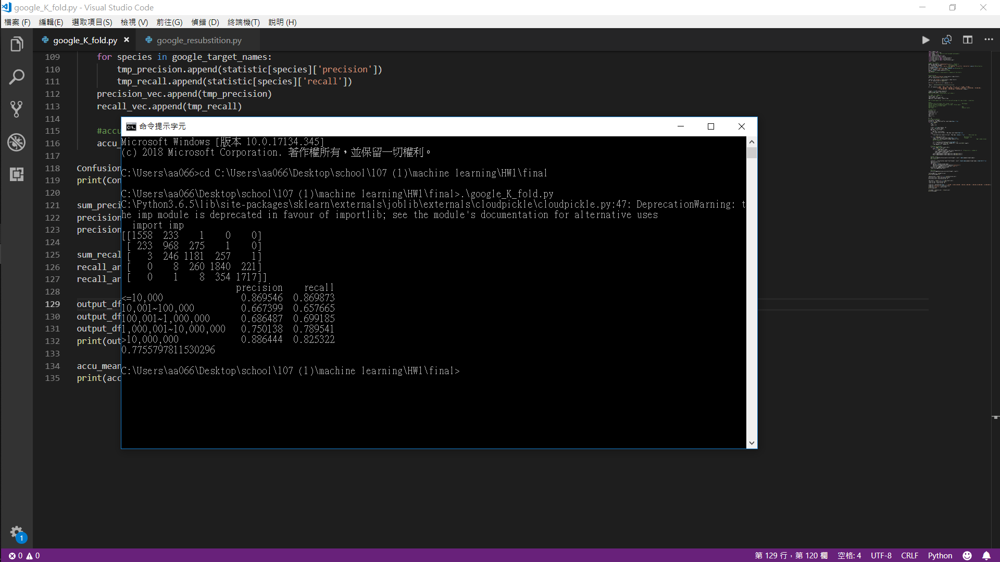 google_K_fold.py - Visual Studio Code
檔案 (F) 編輯(E) 選取項目(S) 檢視 (V) 前往(G) 偵錯 (D) 終端機(T) 說明 (H)
google_K_fold.py google_resubstition.py
109 for species in google_target_names:
110 tmp_precision.append(statistic[species]['precision'])
111 tmp_recall.append(statistic[species]['recall'])
112 precision_vec.append(tmp_precision)
113 recall_vec.append(tmp_recall)
114
115 #accu
116 accu_
117
118 Confusion
119 print(Con
120
121 sum_preci
122 precision
123 precision
124
125 sum_recal
126 recall_ar
127 recall_ar
128
129 output_df
130 output_df
131 output_df
132 print(out
133
134 accu_mean
135 print(acc
命令提示字元
Microsoft Windows [版本 10.0.17134.345]
(c) 2018 Microsoft Corporation. 著作權所有，並保留一切權利。
C:\Users\aa066>cd C:\Users\aa066\Desktop\school\107 (1)\machine learning\HW1\final
C:\Users\aa066\Desktop\school\107 (1)\machine learning\HW1\final>.\google_K_fold.py
C:\Python3.6.5\lib\site-packages\sklearn\externals\joblib\externals\cloudpickle\cloudpickle.py:47: DeprecationWarning: t
he imp module is deprecated in favour of importlib; see the module's documentation for alternative uses
import imp
[[1558 233 1 0 0]
[ 233 968 275 1 0]
[ 3 246 1181 257 1]
[ 0 8 260 1840 221]
[ 0 1 8 354 1717]]
precision recall
<=10,000 0.869546 0.869873
10,001~100,000 0.667399 0.657665
100,001~1,000,000 0.686487 0.699185
1,000,001~10,000,000 0.750138 0.789541
>10,000,000 0.886444 0.825322
0.7755797811530296
C:\Users\aa066\Desktop\school\107 (1)\machine learning\HW1\final>
1
0 0 第 129 行，第 120 欄 空格: 4 UTF-8 CRLF Python